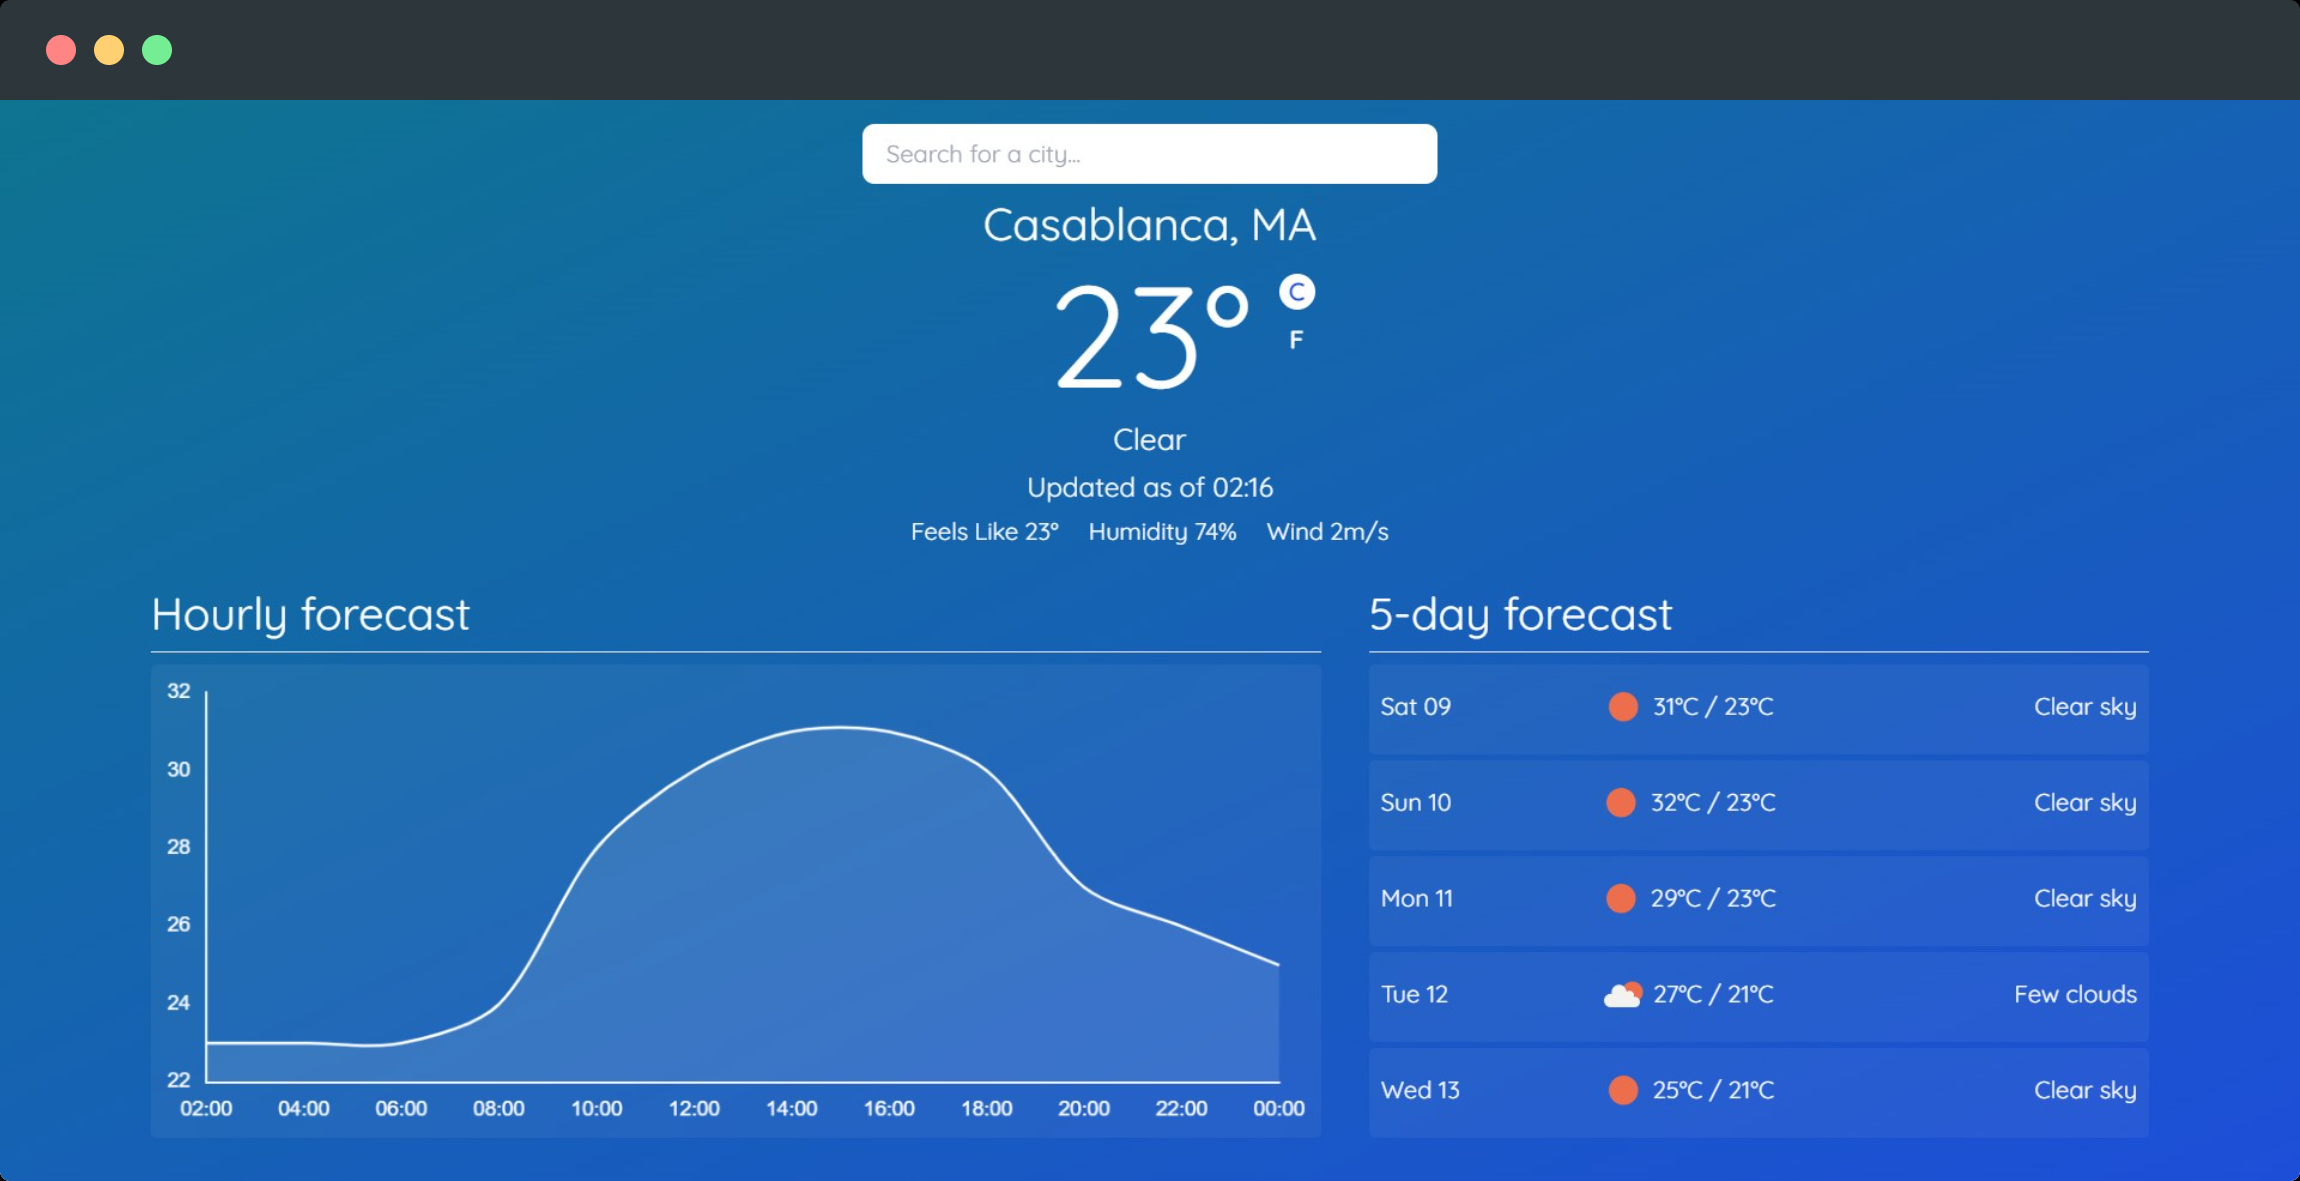 Search for a city...
Casablanca, MA
23°
C
F
Clear
Updated as of 02:16
Feels Like 23° Humidity 74% Wind 2m/s
Hourly forecast
32
30
28
26
24
22
02:00 04:00 06:00 08:00 10:00 12:00 14:00 16:00 18:00 20:00 22:00 00:00
5-day forecast
Sat 09 31°C / 23°C Clear sky
Sun 10 32°C / 23°C Clear sky
Mon 11 29°C / 23°C Clear sky
Tue 12 27°C / 21°C Few clouds
Wed 13 25°C / 21°C Clear sky